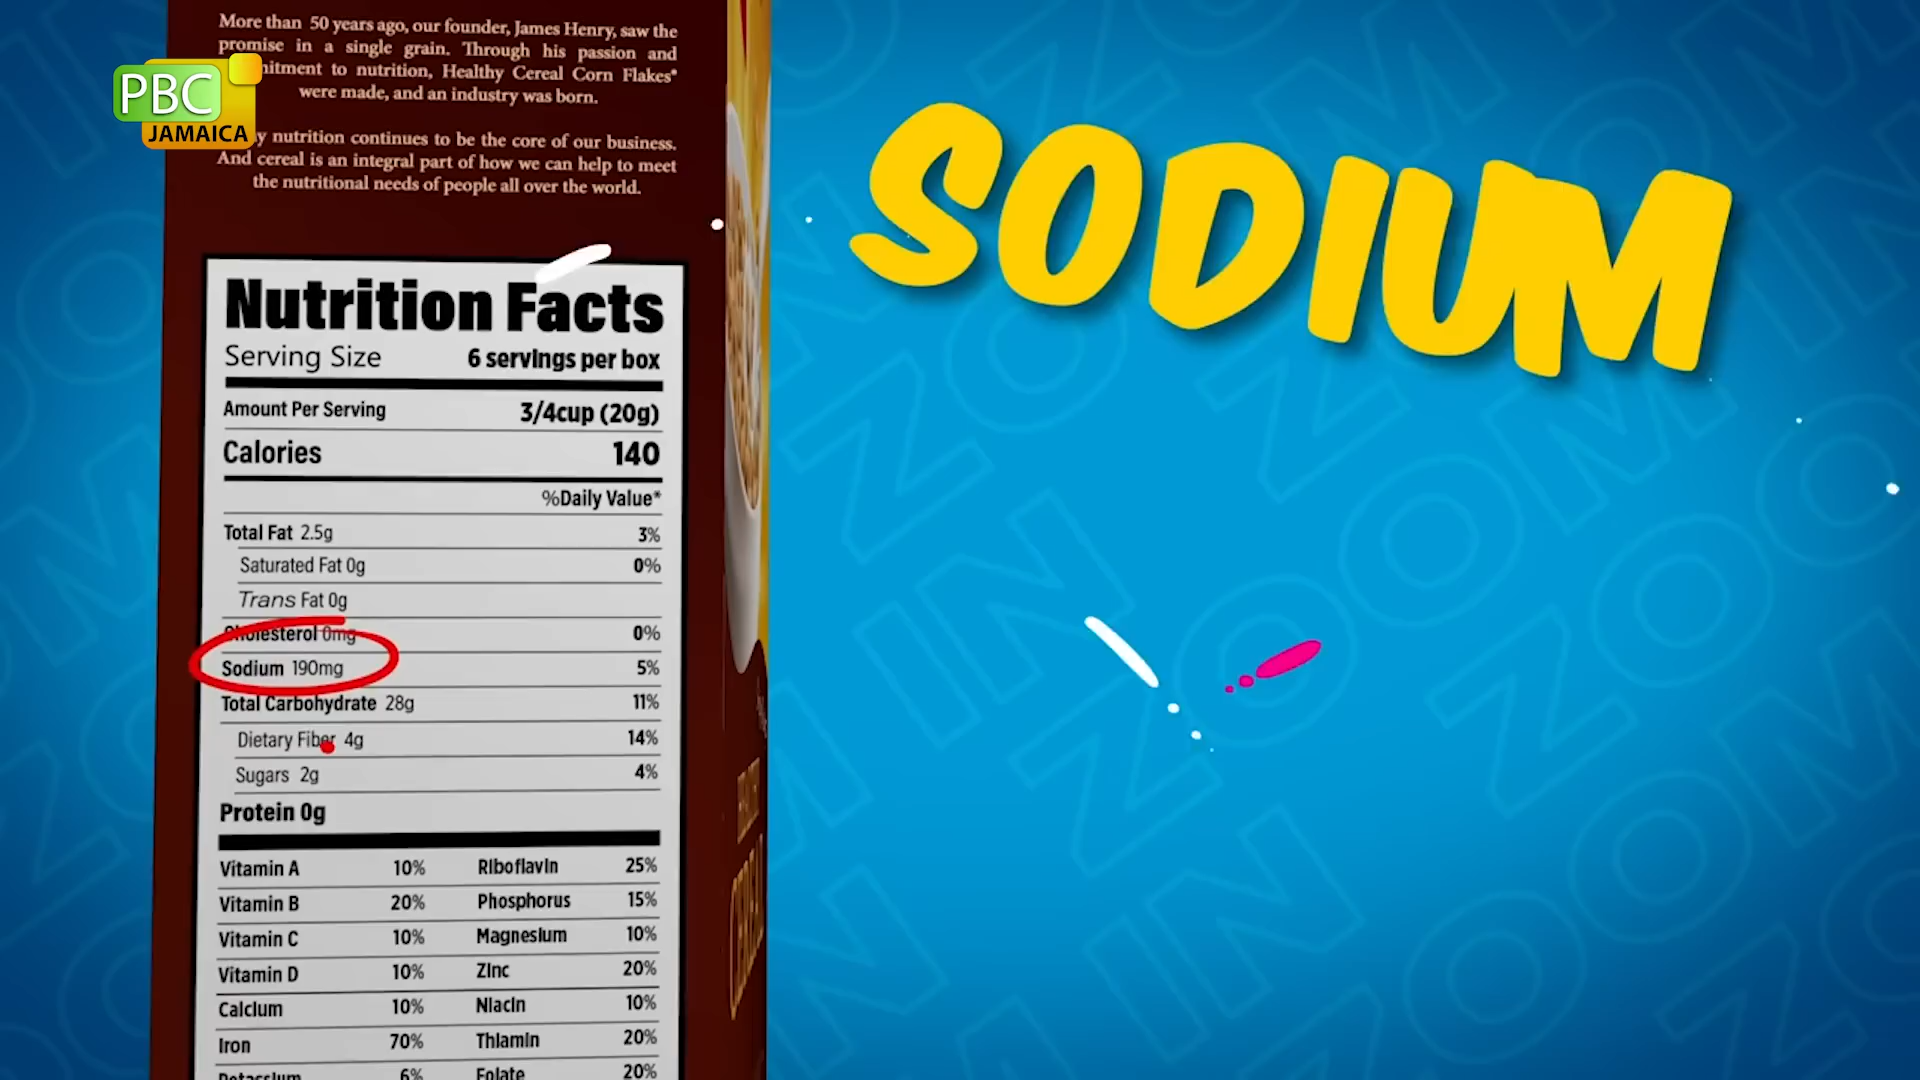 More than 50 years ago, our founder, James Henry, saw the
promise in a single grain. Through his passion and
to nutrition, Healthy Cereal Corn Flakes*
were made, and an industry was born.
nutrition continues to be the core of our business.
And cereal is an integral part of how we can help to meet
the nutritional needs of people all over the world.
PBC
JAMAICA
SODIUM
Nutrition Facts
Serving Size 6 servings per box
Amount Per Serving 3/4cup (20g)
Calories 140
%Daily Value*
Total Fat 2.5g 3%
Saturated Fat 0g 0%
Trans Fat 0g
Cholesterol 0mg 0%
Sodium 190mg 5%
Total Carbohydrate 28g 11%
Dietary Fiber 4g 14%
Sugars 2g 4%
Protein 0g
Vitamin A 10% Riboflavin 25%
Vitamin B 20% Phosphorus 15%
Vitamin C 10% Magnesium 10%
Vitamin D 10% Zinc 20%
Calcium 10% Niacin 10%
Iron 70% Thiamin 20%
Potassium 6% Folate 20%
CEREAL
ZOOM IN